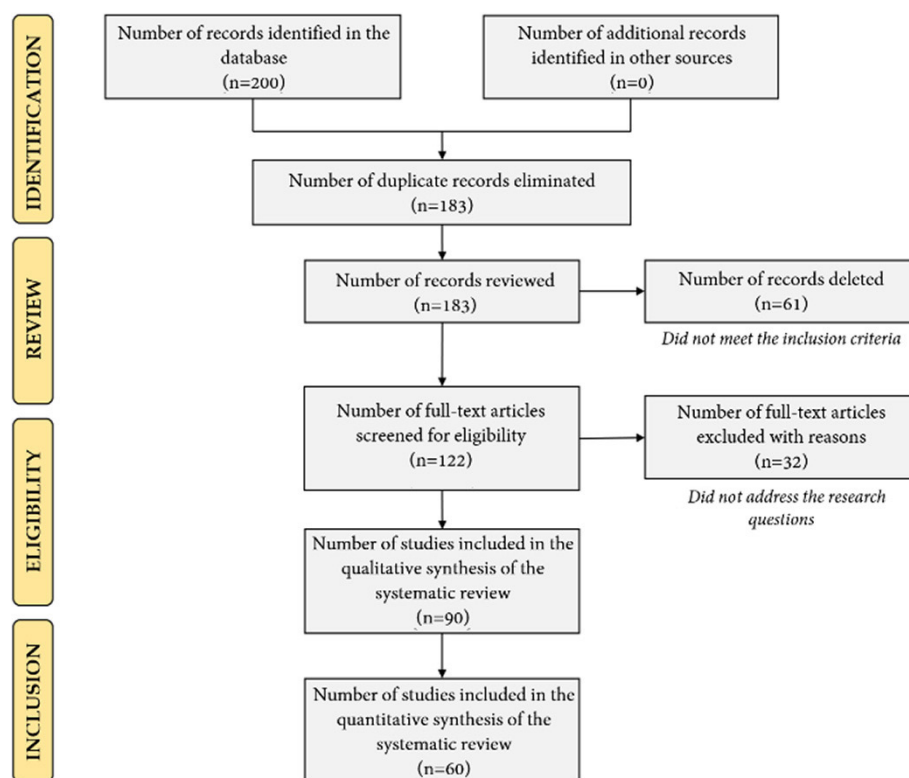 IDENTIFICATION
Number of records identified in the
database
(n=200)
Number of additional records
identified in other sources
(n=0)
Number of duplicate records eliminated
(n=183)
REVIEW
Number of records reviewed
(n=183)
Number of records deleted
(n=61)
Did not meet the inclusion criteria
ELIGIBILITY
Number of full-text articles
screened for eligibility
(n=122)
Number of full-text articles
excluded with reasons
(n=32)
Did not address the research
questions
Number of studies included in the
qualitative synthesis of the
systematic review
(n=90)
INCLUSION
Number of studies included in the
quantitative synthesis of the
systematic review
(n=60)